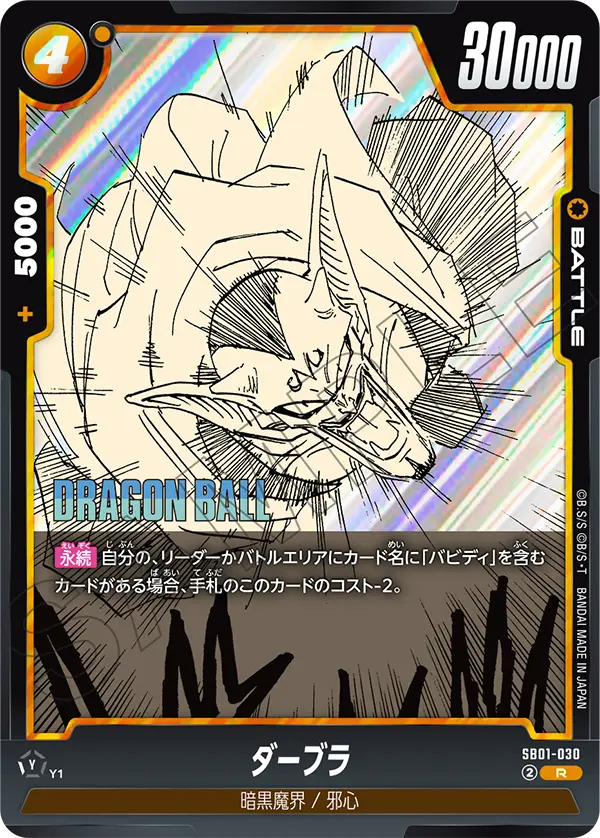 4
30000
+ 5000
BATTLE
DRAGON BALL
永続 自分の、リーダーかバトルエリアにカード名に「バビディ」を含む
カードがある場合、手札のこのカードのコスト-2。
©B.S/S ©B/S・T BANDAI MADE IN JAPAN
SAMPLE
Y Y1
ダーブラ
SB01-030
② R
暗黒魔界 / 邪心